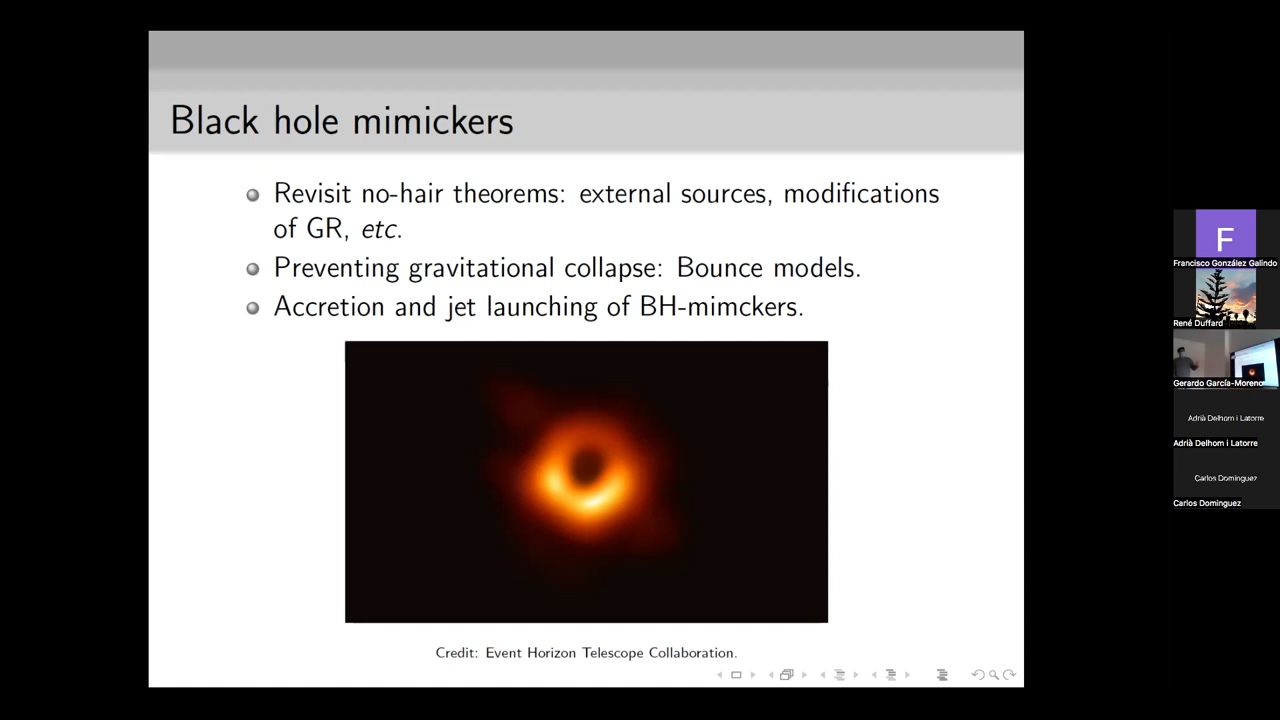 Black hole mimickers
Revisit no-hair theorems: external sources, modifications
of GR, etc.
Preventing gravitational collapse: Bounce models.
Accretion and jet launching of BH-mimckers.
Credit: Event Horizon Telescope Collaboration.
F
Francisco González Galindo
René Duffard
Gerardo García-Moreno
Adrià Delhom i Latorre
Adrià Delhom i Latorre
Carlos Dominguez
Carlos Dominguez